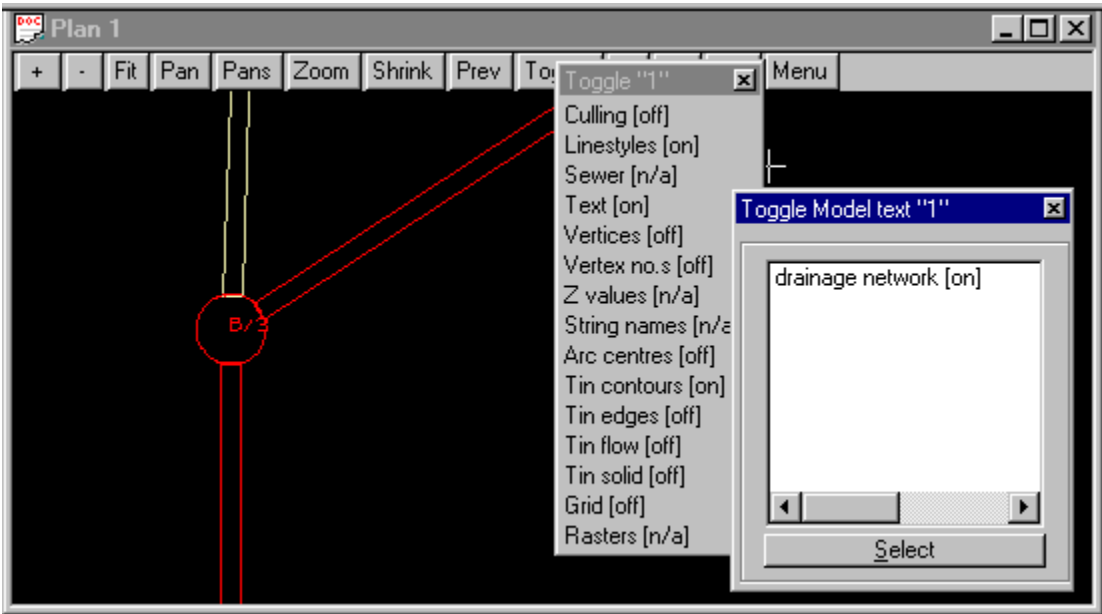 DOC Plan 1
+ - Fit Pan Pans Zoom Shrink Prev Menu
Toggle "1"
Culling [off]
Linestyles [on]
Sewer [n/a]
Text [on]
Vertices [off]
Vertex no.s [off]
Z values [n/a]
String names [n/a
Arc centres [off]
Tin contours [on]
Tin edges [off]
Tin flow [off]
Tin solid [off]
Grid [off]
Rasters [n/a]
Toggle Model text "1"
drainage network [on]
Select
B/3